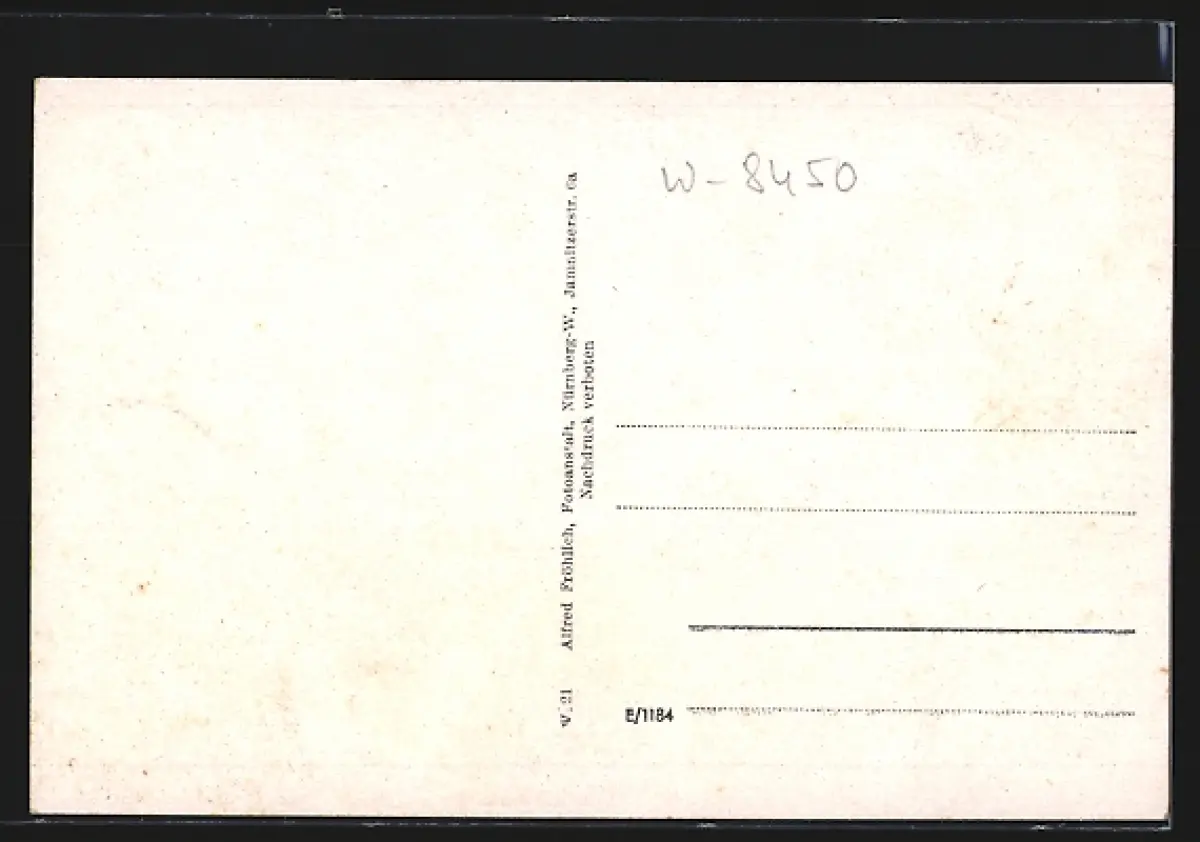 W - 8450
W. 21 Alfred Fröhlich, Fotoanstalt, Nürnberg-W., Jamnitzerstr. 6a
Nachdruck verboten
E/1184